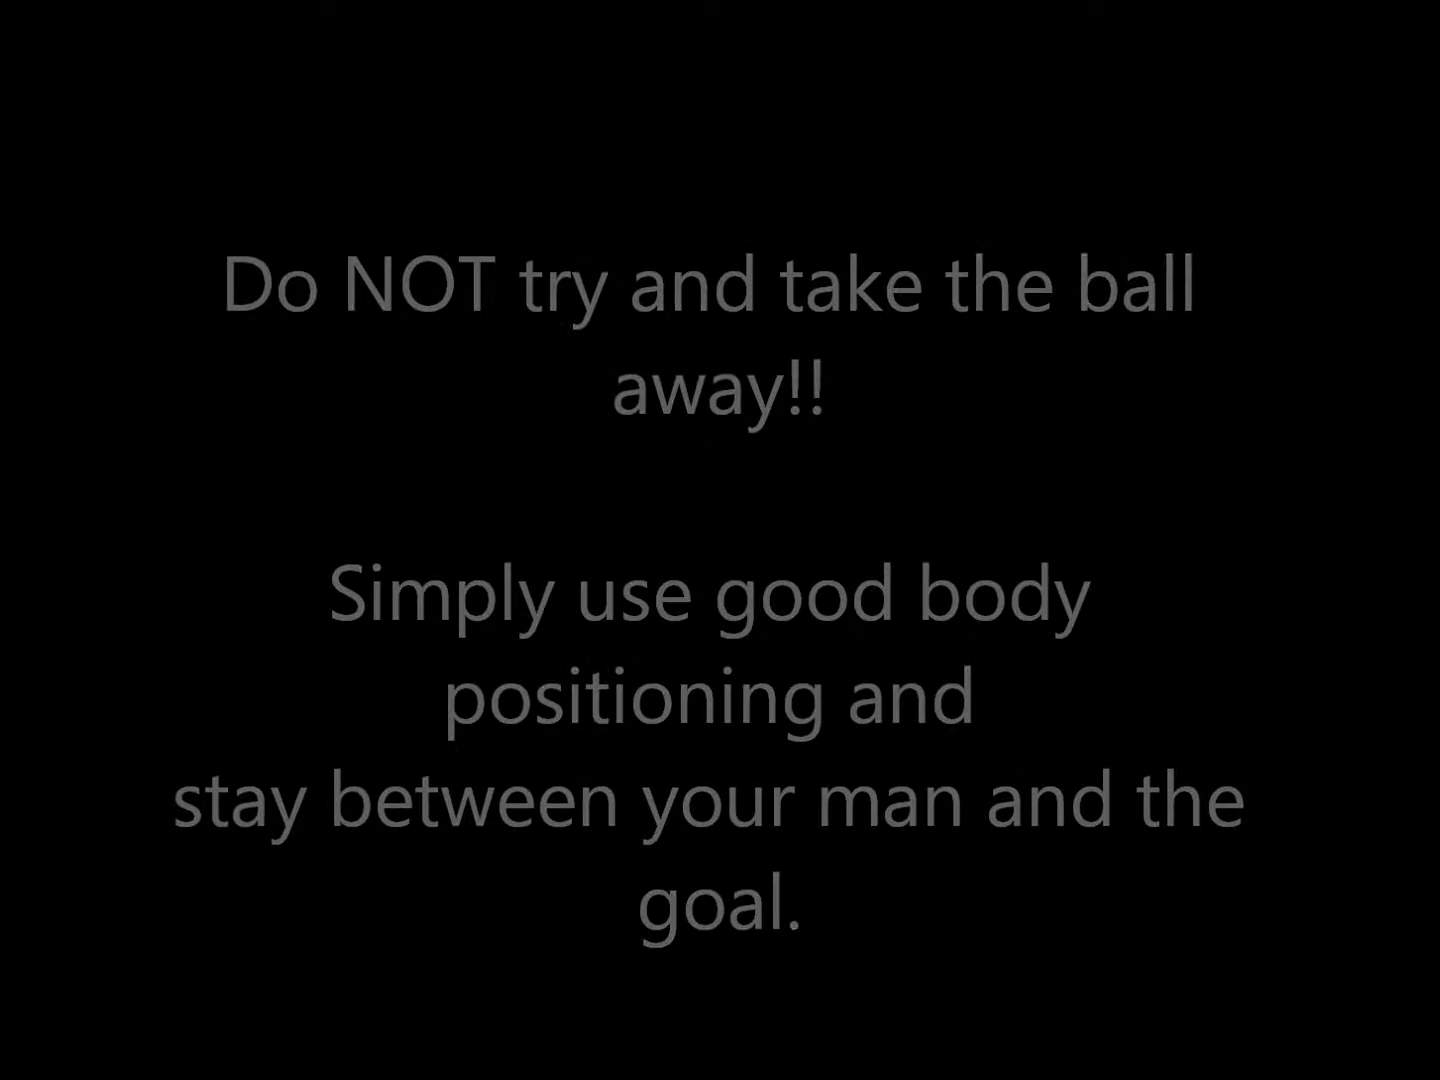 Do NOT try and take the ball
away!!
Simply use good body
positioning and
stay between your man and the
goal.